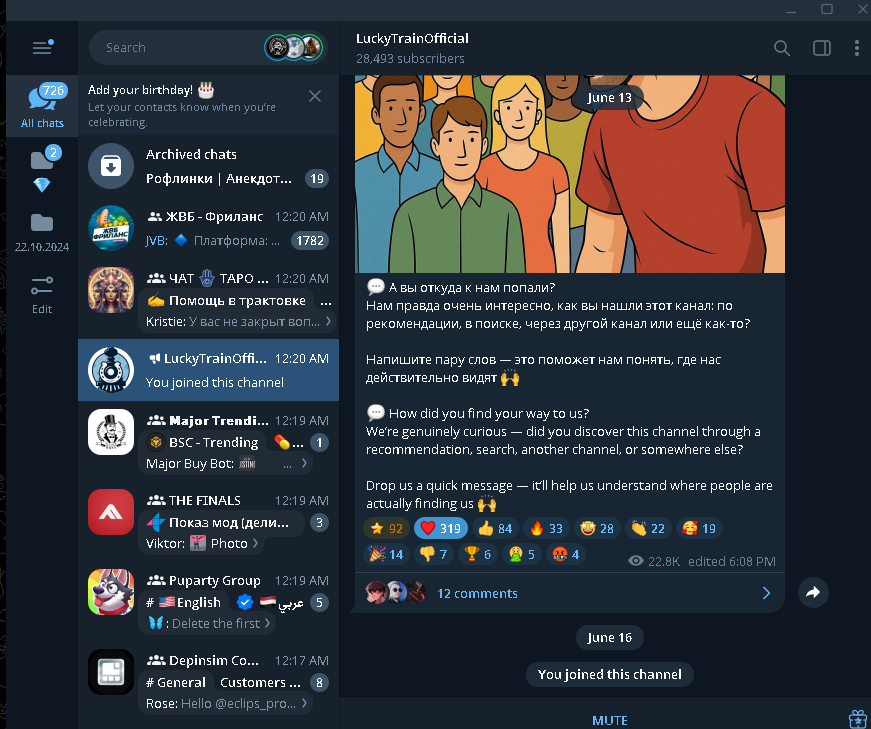 Search
LuckyTrainOfficial
28,493 subscribers
726
All chats
2
22.10.2024
Edit
Add your birthday! 🎂
Let your contacts know when you're
celebrating.
Archived chats
Рофлинки | Анекдот... 19
ЖВБ - Фриланс 12:20 AM
JVB: 🔷 Платформа: ... 1782
ЧАТ 🪬 ТАРО ... 12:20 AM
✍️ Помощь в трактовке ...
Kristie: У вас не закрыт воп...
LuckyTrainOffi... 12:20 AM
You joined this channel
Major Trendi... 12:19 AM
BSC - Trending 💊... 1
Major Buy Bot: ...
THE FINALS 12:19 AM
Показ мод (дели... 3
Viktor: Photo
Puparty Group 12:19 AM
# 🇺🇸English عربي🇪🇬 5
🦋: Delete the first
Depinsim Co... 12:17 AM
# General Customers ... 8
Rose: Hello @eclips_pro...
June 13
💬 А вы откуда к нам попали?
Нам правда очень интересно, как вы нашли этот канал: по
рекомендации, в поиске, через другой канал или ещё как-то?
Напишите пару слов — это поможет нам понять, где нас
действительно видят 🙌
💬 How did you find your way to us?
We're genuinely curious — did you discover this channel through a
recommendation, search, another channel, or somewhere else?
Drop us a quick message — it'll help us understand where people are
actually finding us 🙌
⭐ 92 ❤️ 319 👍 84 🔥 33 🤩 28 👏 22 🥰 19
🎉 14 👎 7 🏆 6 🤮 5 🤬 4 22.8K edited 6:08 PM
12 comments
June 16
You joined this channel
MUTE